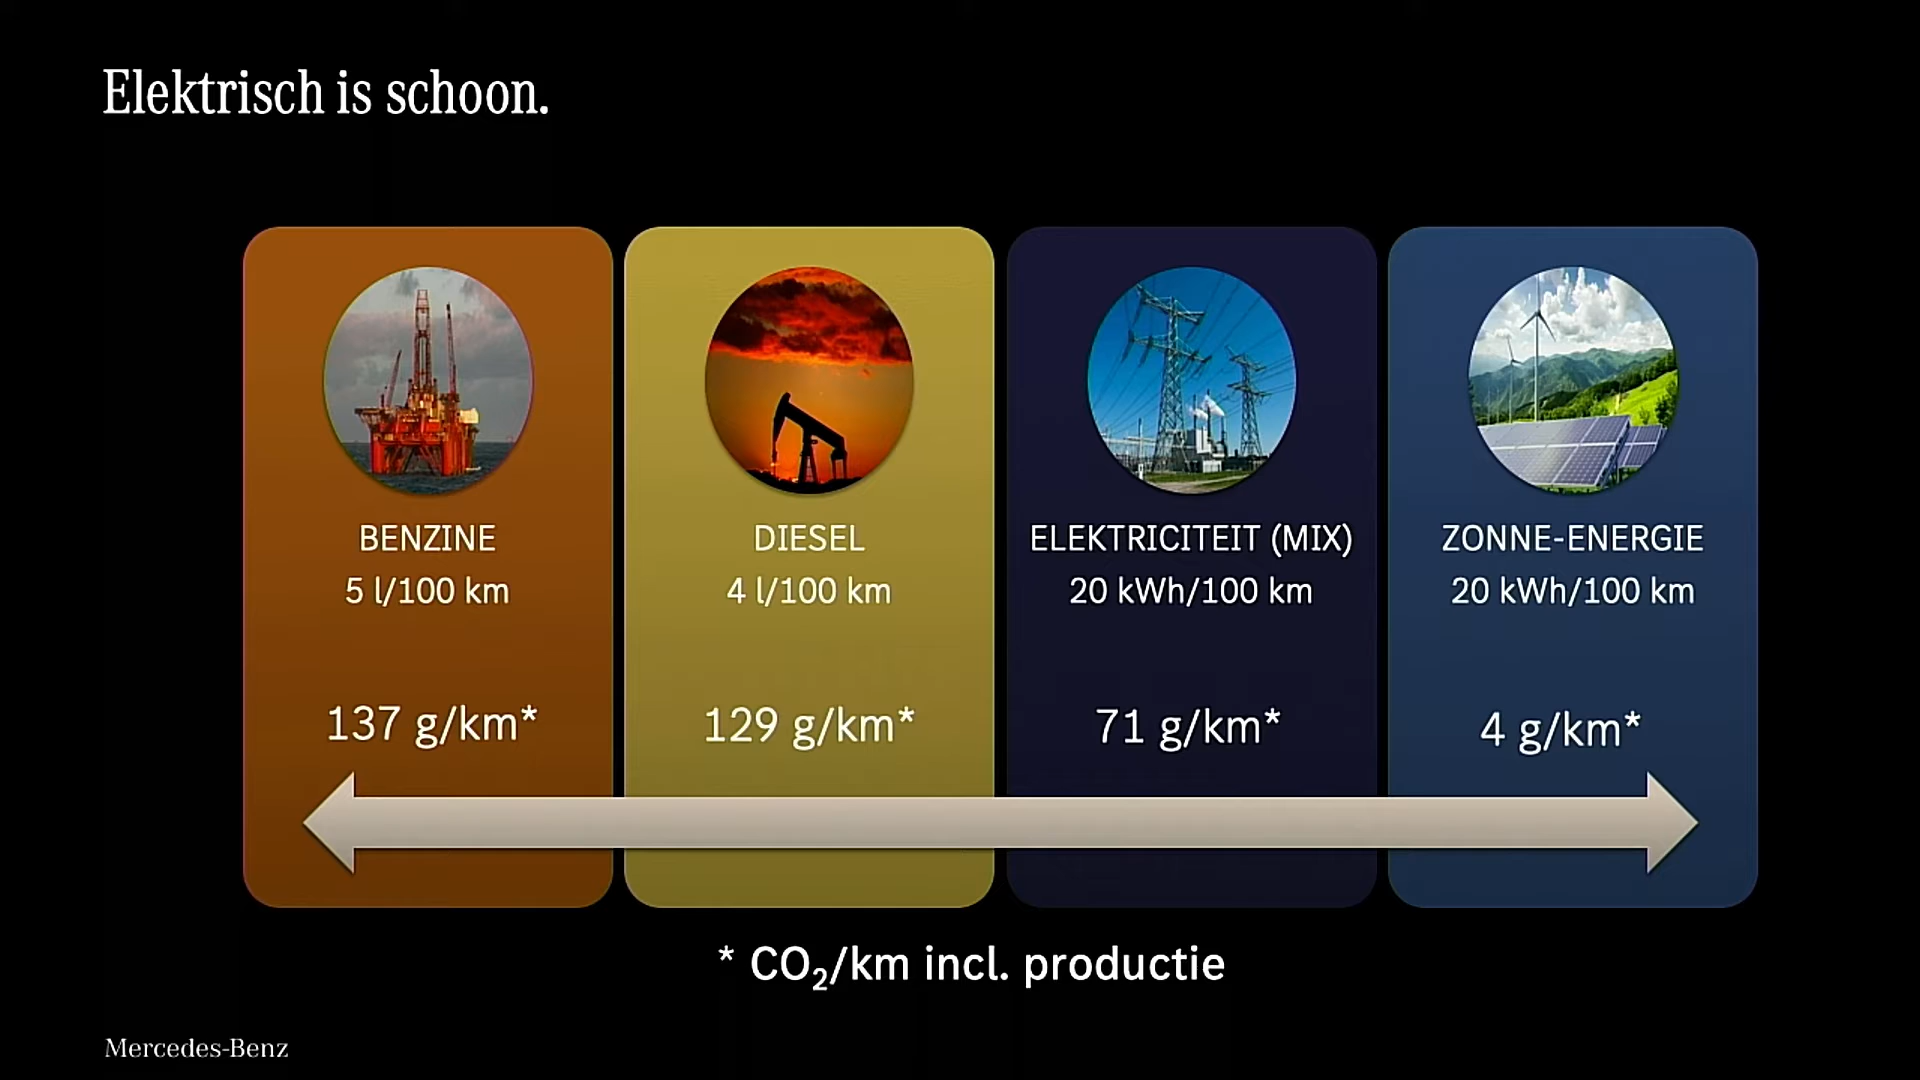 Elektrisch is schoon.
BENZINE
5 l/100 km
137 g/km*
DIESEL
4 l/100 km
129 g/km*
ELEKTRICITEIT (MIX)
20 kWh/100 km
71 g/km*
ZONNE-ENERGIE
20 kWh/100 km
4 g/km*
* CO₂/km incl. productie
Mercedes-Benz